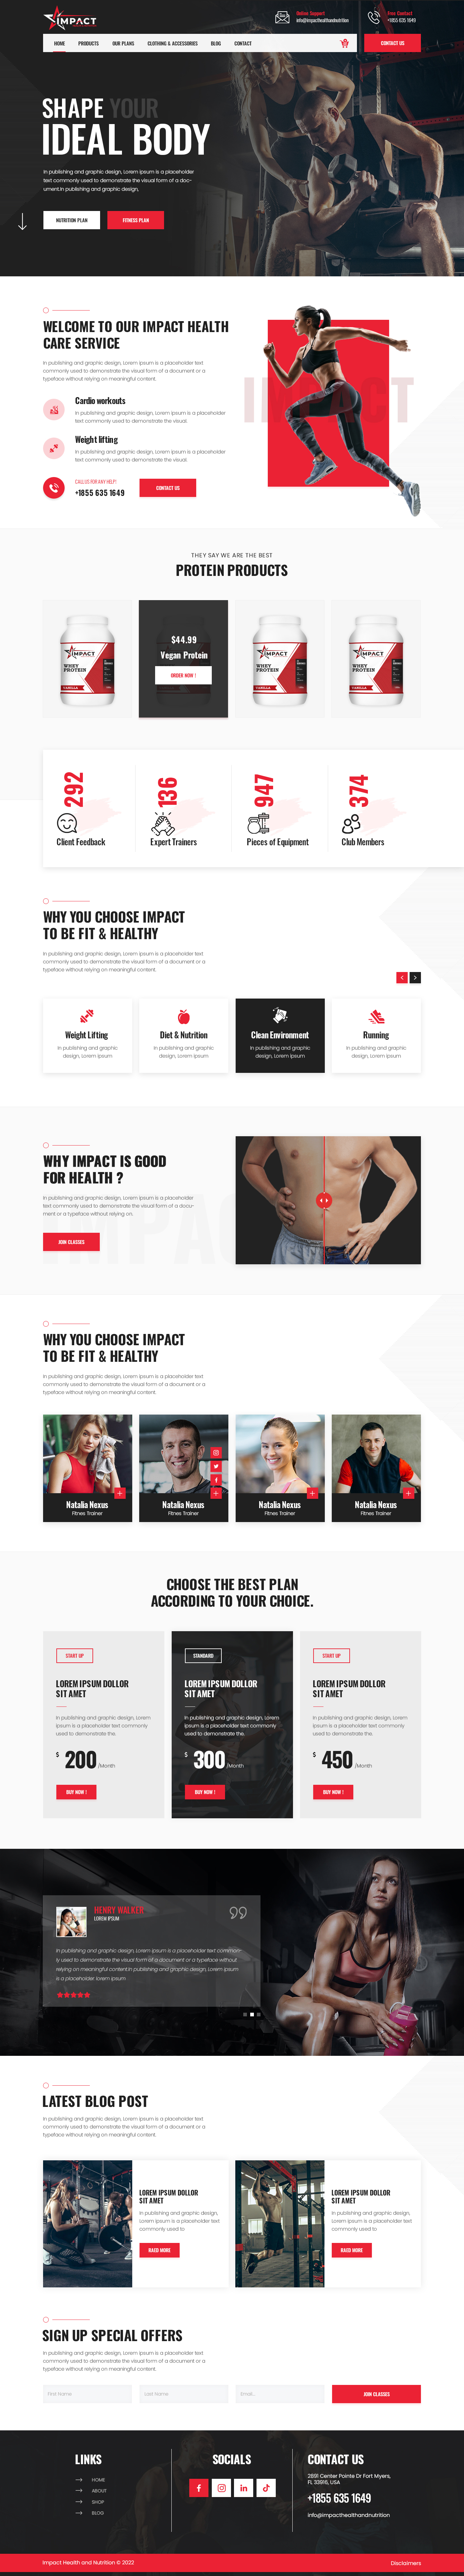 IMPACT
Online Support
info@impacthealthandnutrition
Free Contact
+1855 635 1649
HOME
PRODUCTS
OUR PLANS
CLOTHING & ACCESSORIES
BLOG
CONTACT
CONTACT US
SHAPE YOUR
IDEAL BODY
In publishing and graphic design, Lorem ipsum is a placeholder
text commonly used to demonstrate the visual form of a doc-
ument.In publishing and graphic design,
NUTRITION PLAN
FITNESS PLAN
WELCOME TO OUR IMPACT HEALTH
CARE SERVICE
In publishing and graphic design, Lorem ipsum is a placeholder text
commonly used to demonstrate the visual form of a document or a
typeface without relying on meaningful content.
Cardio workouts
In publishing and graphic design, Lorem ipsum is a placeholder
text commonly used to demonstrate the visual.
Weight lifting
In publishing and graphic design, Lorem ipsum is a placeholder
text commonly used to demonstrate the visual.
CALL US FOR ANY HELP!
+1855 635 1649
CONTACT US
IMPACT
THEY SAY WE ARE THE BEST
PROTEIN PRODUCTS
IMPACT
WHEY
PROTEIN
VANILLA
$44.99
Vegan Protein
ORDER NOW !
IMPACT
WHEY
PROTEIN
VANILLA
IMPACT
WHEY
PROTEIN
VANILLA
292
Client Feedback
136
Expert Trainers
947
Pieces of Equipment
374
Club Members
WHY YOU CHOOSE IMPACT
TO BE FIT & HEALTHY
In publishing and graphic design, Lorem ipsum is a placeholder text
commonly used to demonstrate the visual form of a document or a
typeface without relying on meaningful content.
Weight Lifting
In publishing and graphic
design, Lorem ipsum
Diet & Nutrition
In publishing and graphic
design, Lorem ipsum
Clean Environment
In publishing and graphic
design, Lorem ipsum
Running
In publishing and graphic
design, Lorem ipsum
WHY IMPACT IS GOOD
FOR HEALTH ?
In publishing and graphic design, Lorem ipsum is a placeholder
text commonly used to demonstrate the visual form of a docu-
ment or a typeface without relying on.
JOIN CLASSES
IMPACT
WHY YOU CHOOSE IMPACT
TO BE FIT & HEALTHY
In publishing and graphic design, Lorem ipsum is a placeholder text
commonly used to demonstrate the visual form of a document or a
typeface without relying on meaningful content.
Natalia Nexus
Fitnes Trainer
Natalia Nexus
Fitnes Trainer
Natalia Nexus
Fitnes Trainer
Natalia Nexus
Fitnes Trainer
CHOOSE THE BEST PLAN
ACCORDING TO YOUR CHOICE.
START UP
LOREM IPSUM DOLLOR
SIT AMET
In publishing and graphic design, Lorem
ipsum is a placeholder text commonly
used to demonstrate the.
$ 200 /Month
BUY NOW !
STANDARD
LOREM IPSUM DOLLOR
SIT AMET
In publishing and graphic design, Lorem
ipsum is a placeholder text commonly
used to demonstrate the.
$ 300 /Month
BUY NOW !
START UP
LOREM IPSUM DOLLOR
SIT AMET
In publishing and graphic design, Lorem
ipsum is a placeholder text commonly
used to demonstrate the.
$ 450 /Month
BUY NOW !
HENRY WALKER
LOREM IPSUM
In publishing and graphic design, Lorem ipsum is a placeholder text common-
ly used to demonstrate the visual form of a document or a typeface without
relying on meaningful content.In publishing and graphic design, Lorem ipsum
is a placeholder. lorem ipsum
LATEST BLOG POST
In publishing and graphic design, Lorem ipsum is a placeholder text
commonly used to demonstrate the visual form of a document or a
typeface without relying on meaningful content.
LOREM IPSUM DOLLOR
SIT AMET
In publishing and graphic design,
Lorem ipsum is a placeholder text
commonly used to
RAED MORE
LOREM IPSUM DOLLOR
SIT AMET
In publishing and graphic design,
Lorem ipsum is a placeholder text
commonly used to
RAED MORE
SIGN UP SPECIAL OFFERS
In publishing and graphic design, Lorem ipsum is a placeholder text
commonly used to demonstrate the visual form of a document or a
typeface without relying on meaningful content.
First Name
Last Name
Email...
JOIN CLASSES
LINKS
HOME
ABOUT
SHOP
BLOG
SOCIALS
CONTACT US
2891 Center Pointe Dr Fort Myers,
FL 33916, USA
+1855 635 1649
info@impacthealthandnutrition
Impact Health and Nutrition © 2022
Disclaimers